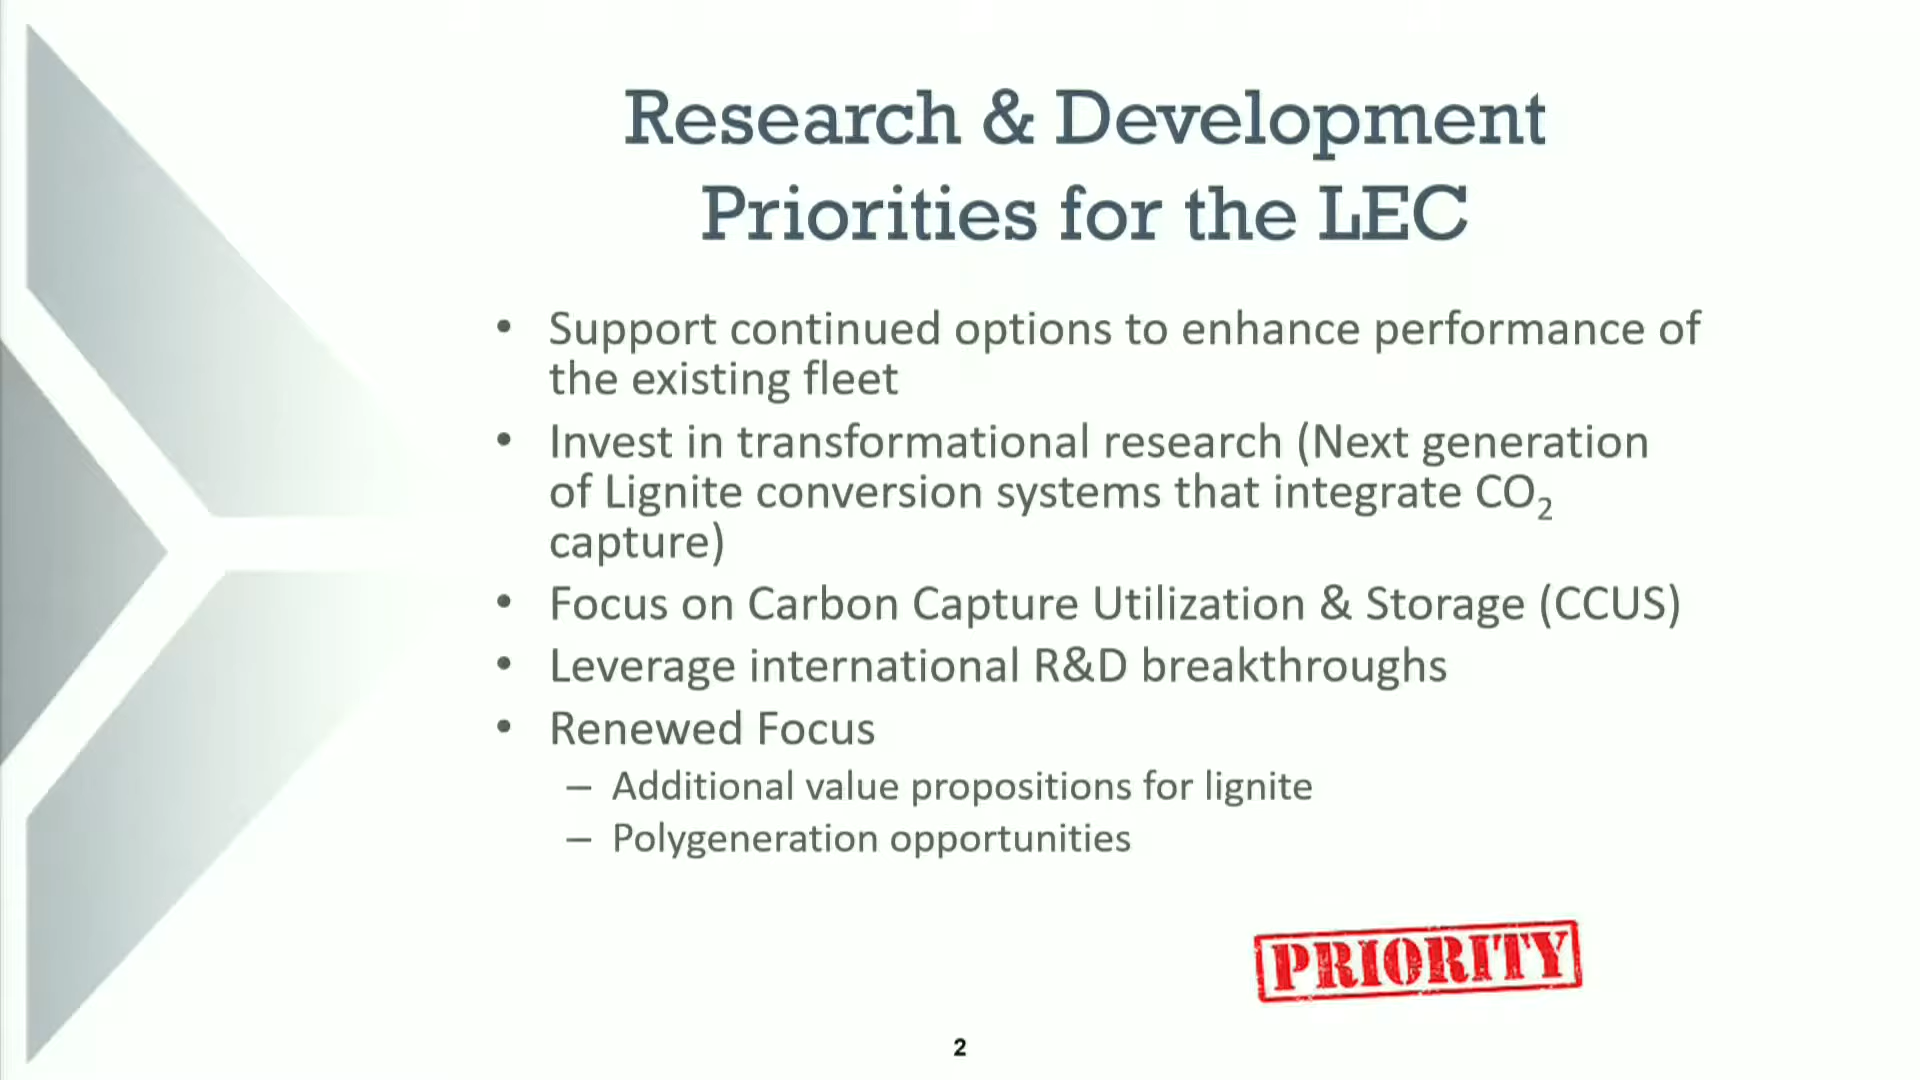 Research & Development
Priorities for the LEC
• Support continued options to enhance performance of
the existing fleet
• Invest in transformational research (Next generation
of Lignite conversion systems that integrate CO₂
capture)
• Focus on Carbon Capture Utilization & Storage (CCUS)
• Leverage international R&D breakthroughs
• Renewed Focus
– Additional value propositions for lignite
– Polygeneration opportunities
PRIORITY
2